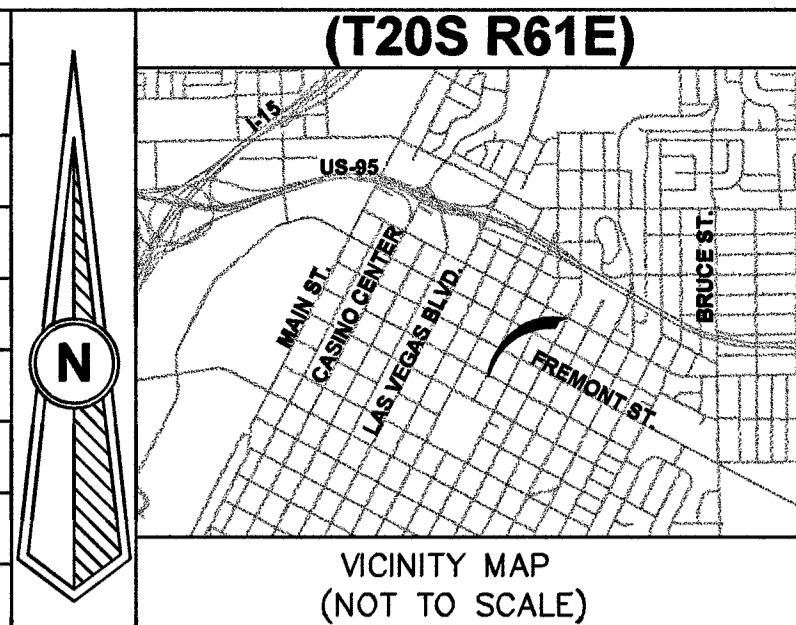 (T20S R61E)
I-15
US-95
MAIN ST.
CASINO CENTER
LAS VEGAS BLVD.
FREMONT ST.
BRUCE ST.
N
VICINITY MAP
(NOT TO SCALE)